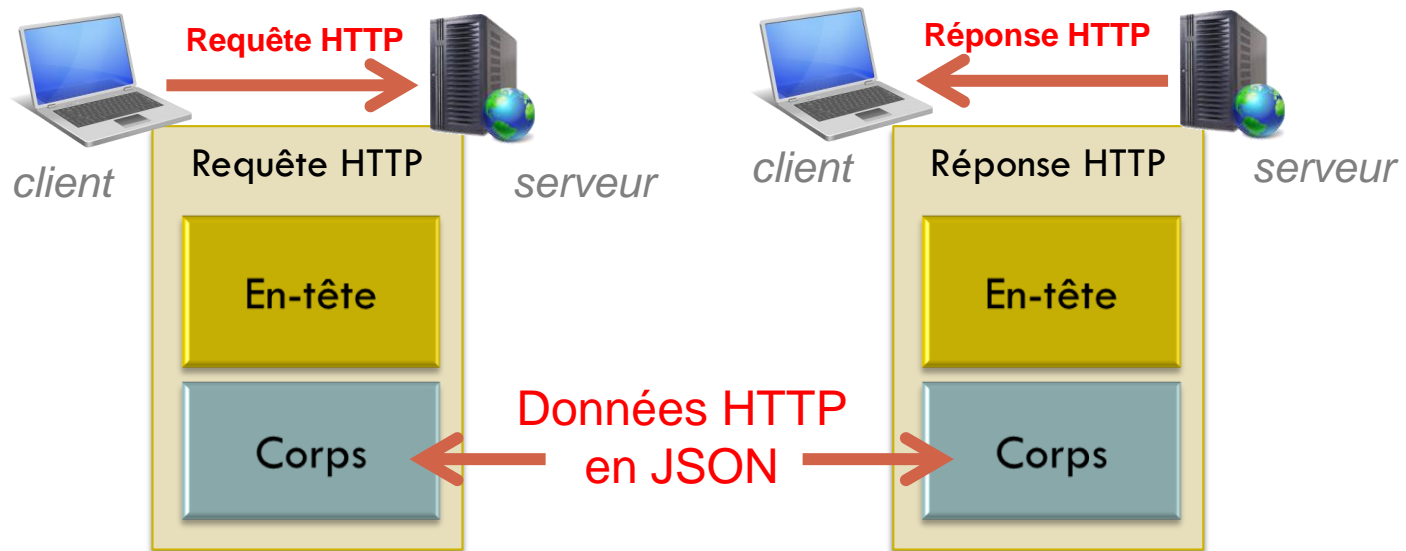 Requête HTTP
client
serveur
Requête HTTP
En-tête
Corps
Données HTTP
en JSON
Réponse HTTP
client
serveur
Réponse HTTP
En-tête
Corps